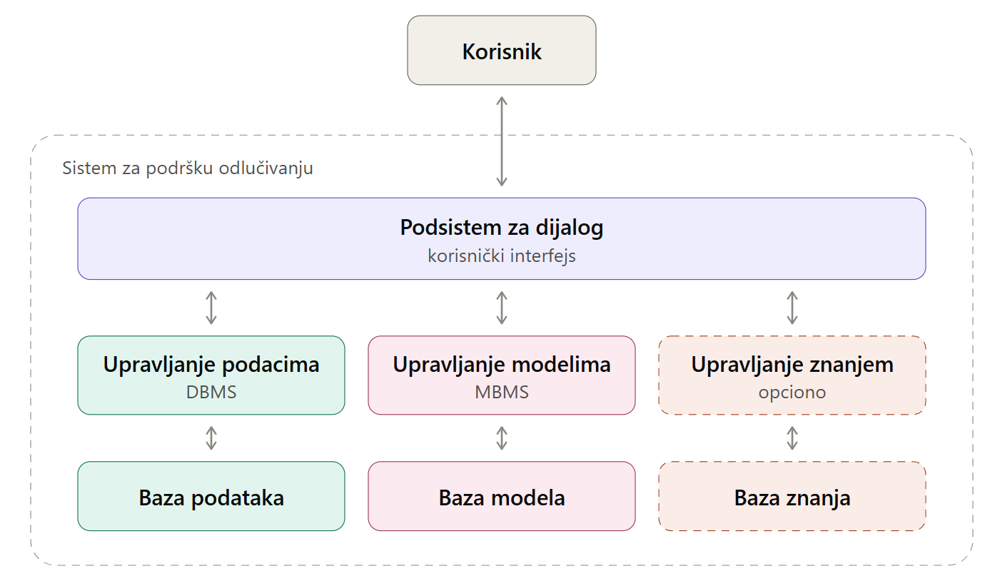 Korisnik
Sistem za podršku odlučivanju
Podsistem za dijalog
korisnički interfejs
Upravljanje podacima
DBMS
Upravljanje modelima
MBMS
Upravljanje znanjem
opciono
Baza podataka
Baza modela
Baza znanja